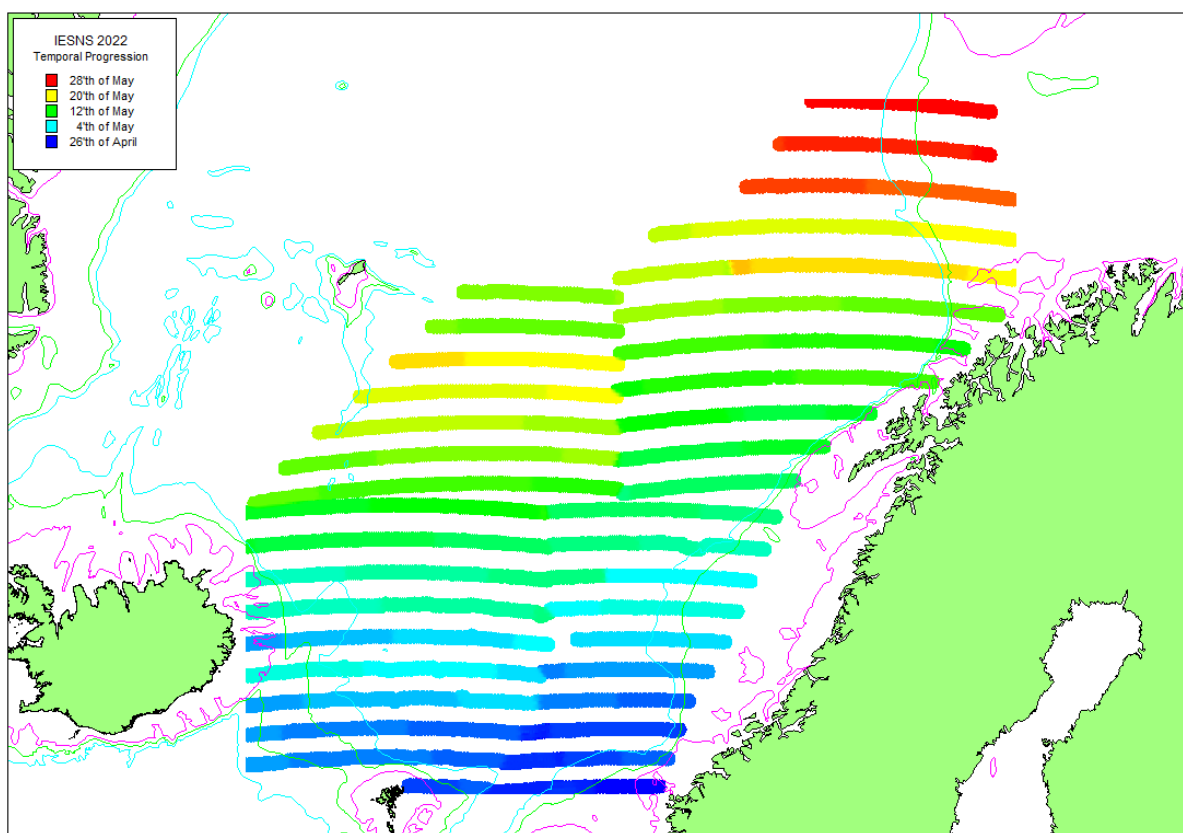 IESNS 2022
Temporal Progression
28'th of May
20'th of May
12'th of May
4'th of May
26'th of April